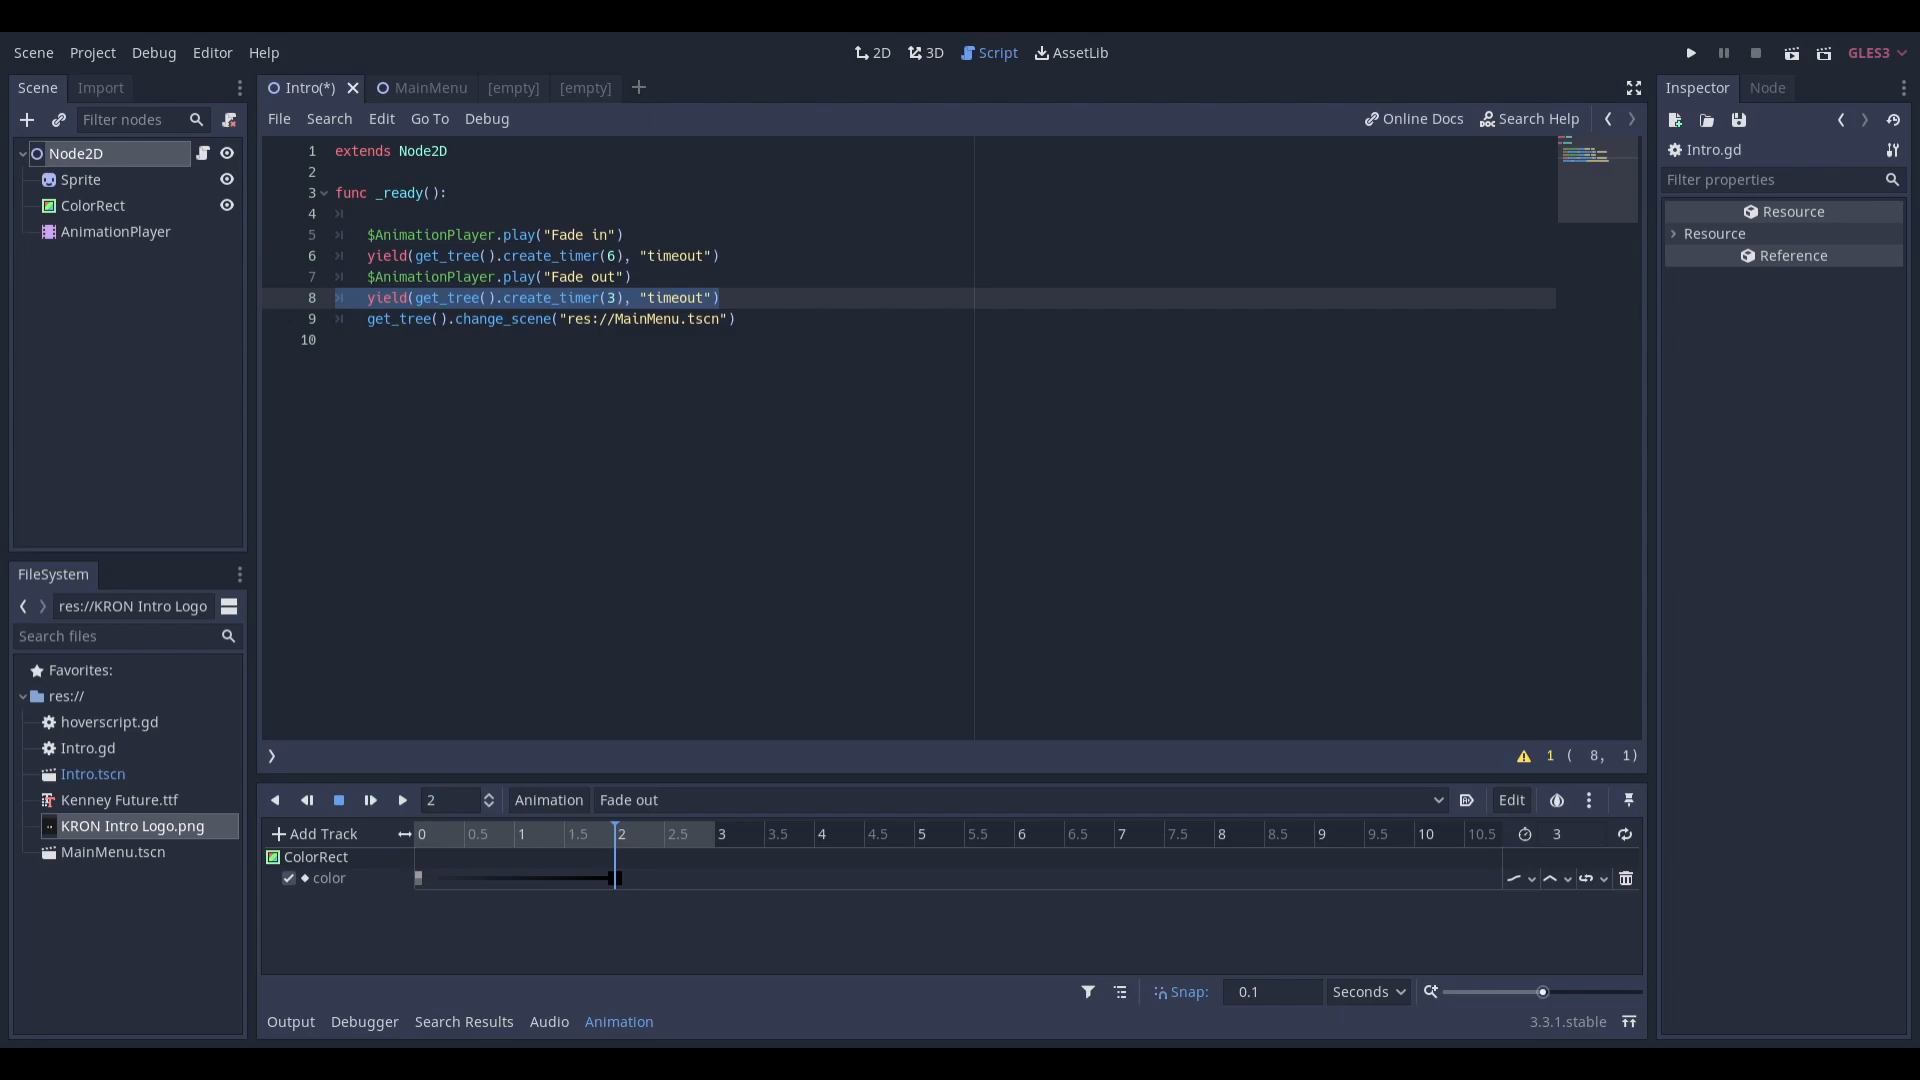 Scene Project Debug Editor Help
2D 3D Script AssetLib
GLES3
Scene Import
Filter nodes
Node2D
Sprite
ColorRect
AnimationPlayer
FileSystem
res://KRON Intro Logo
Search files
Favorites:
res://
hoverscript.gd
Intro.gd
Intro.tscn
Kenney Future.ttf
KRON Intro Logo.png
MainMenu.tscn
Intro(*) MainMenu [empty] [empty]
File Search Edit Go To Debug
Online Docs Search Help
1 extends Node2D
2
3 func _ready():
4
5 $AnimationPlayer.play("Fade in")
6 yield(get_tree().create_timer(6), "timeout")
7 $AnimationPlayer.play("Fade out")
8 yield(get_tree().create_timer(3), "timeout")
9 get_tree().change_scene("res://MainMenu.tscn")
10
1 ( 8, 1)
2 Animation Fade out Edit
Add Track 0 0.5 1 1.5 2 2.5 3 3.5 4 4.5 5 5.5 6 6.5 7 7.5 8 8.5 9 9.5 10 10.5 3
ColorRect
color
Snap: 0.1 Seconds
Output Debugger Search Results Audio Animation
3.3.1.stable
Inspector Node
Intro.gd
Filter properties
Resource
Resource
Reference